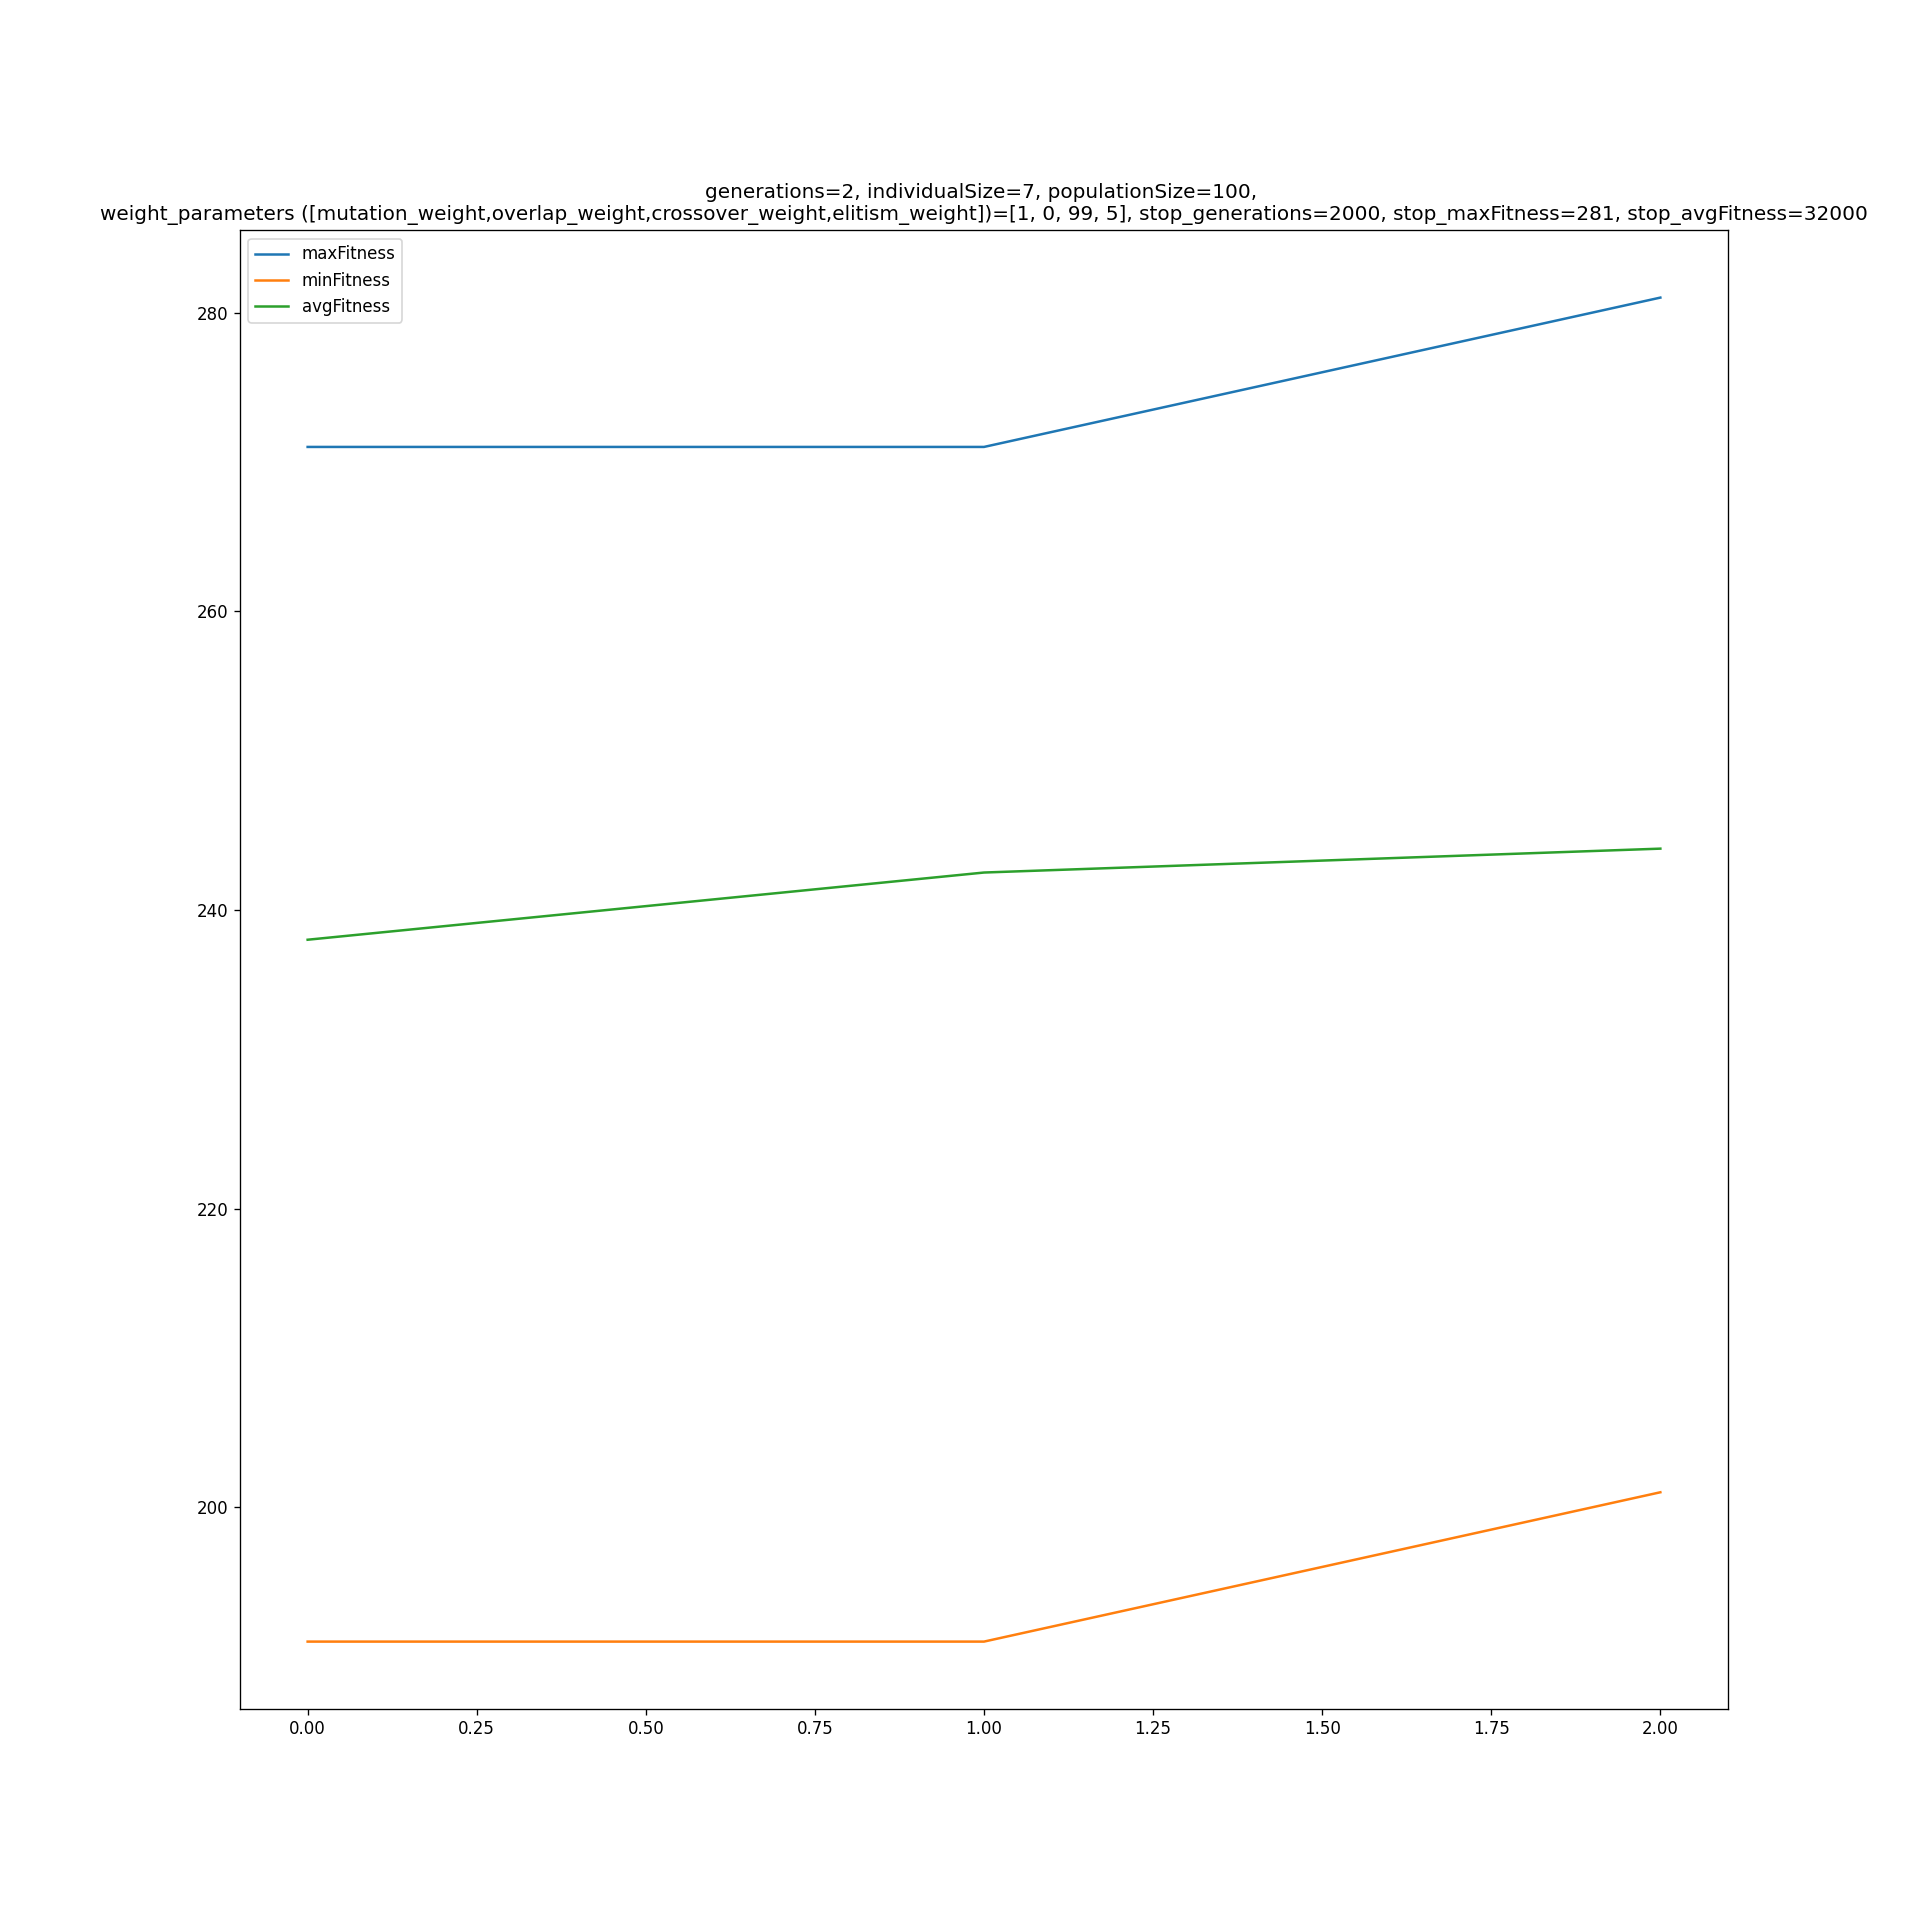 generations=2, individualSize=7, populationSize=100,
weight_parameters ([mutation_weight,overlap_weight,crossover_weight,elitism_weight])=[1, 0, 99, 5], stop_generations=2000, stop_maxFitness=281, stop_avgFitness=32000
maxFitness
minFitness
avgFitness
280
260
240
220
200
0.00 0.25 0.50 0.75 1.00 1.25 1.50 1.75 2.00